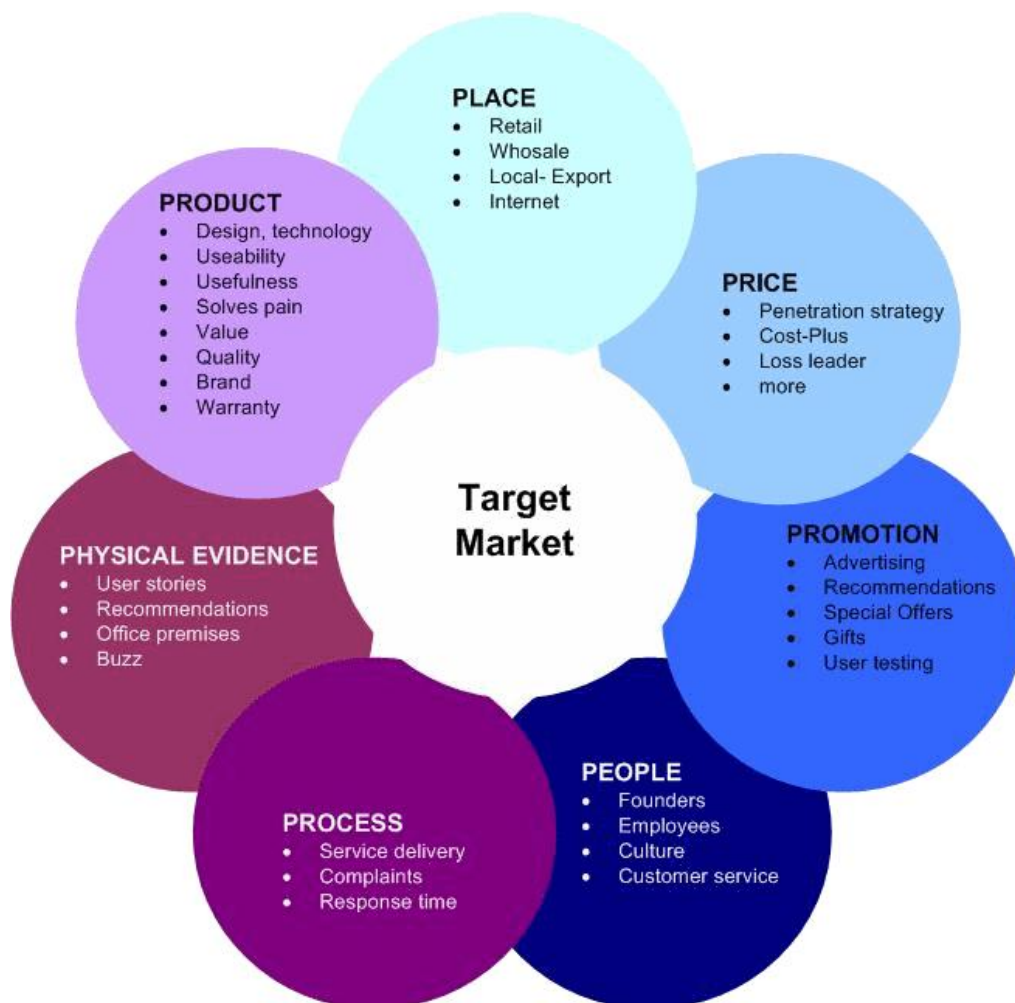 PLACE
• Retail
• Whosale
• Local- Export
• Internet
PRICE
• Penetration strategy
• Cost-Plus
• Loss leader
• more
PROMOTION
• Advertising
• Recommendations
• Special Offers
• Gifts
• User testing
PEOPLE
• Founders
• Employees
• Culture
• Customer service
PROCESS
• Service delivery
• Complaints
• Response time
PHYSICAL EVIDENCE
• User stories
• Recommendations
• Office premises
• Buzz
PRODUCT
• Design, technology
• Useability
• Usefulness
• Solves pain
• Value
• Quality
• Brand
• Warranty
Target
Market